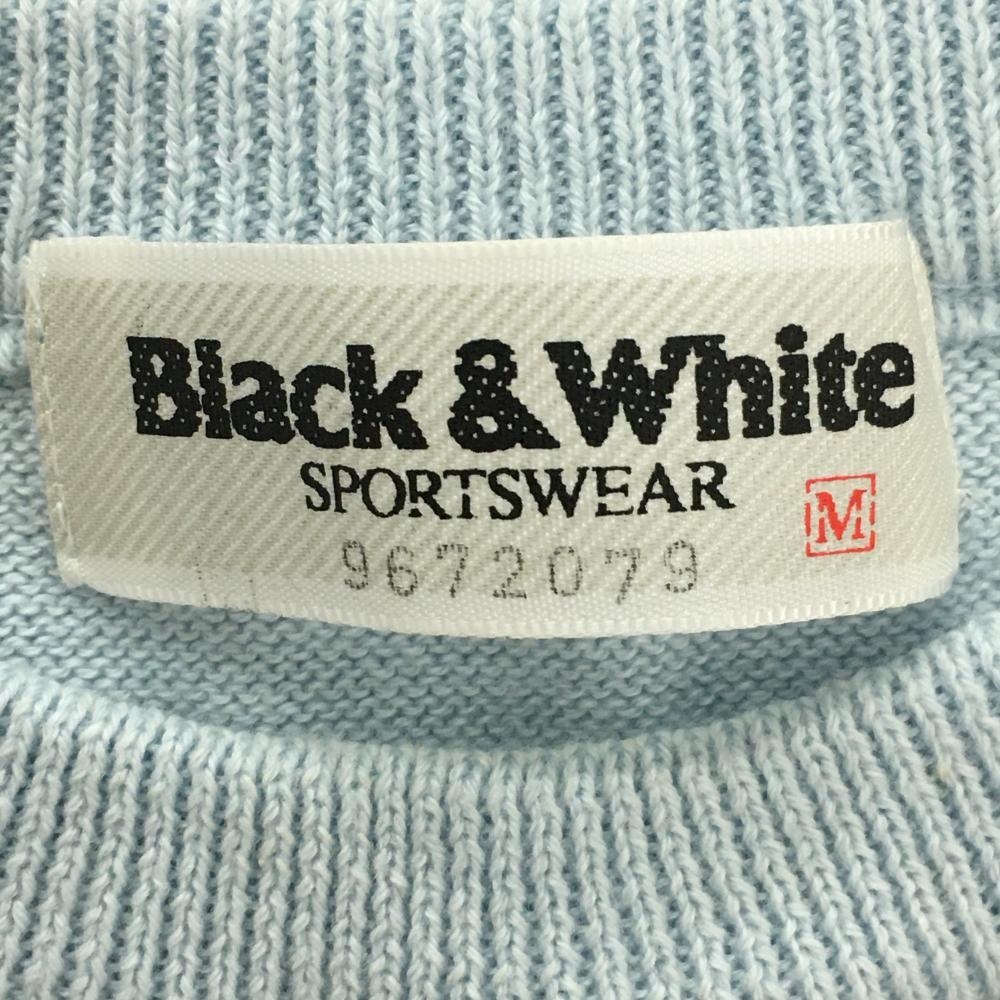 Black & White
SPORTSWEAR
M
9672079